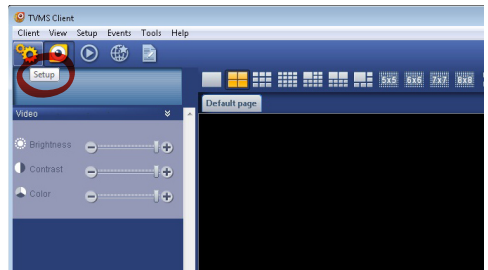 TVMS Client
Client View Setup Events Tools Help
Setup
5x5 6x6 7x7 8x8
Default page
Video
Brightness
Contrast
Color